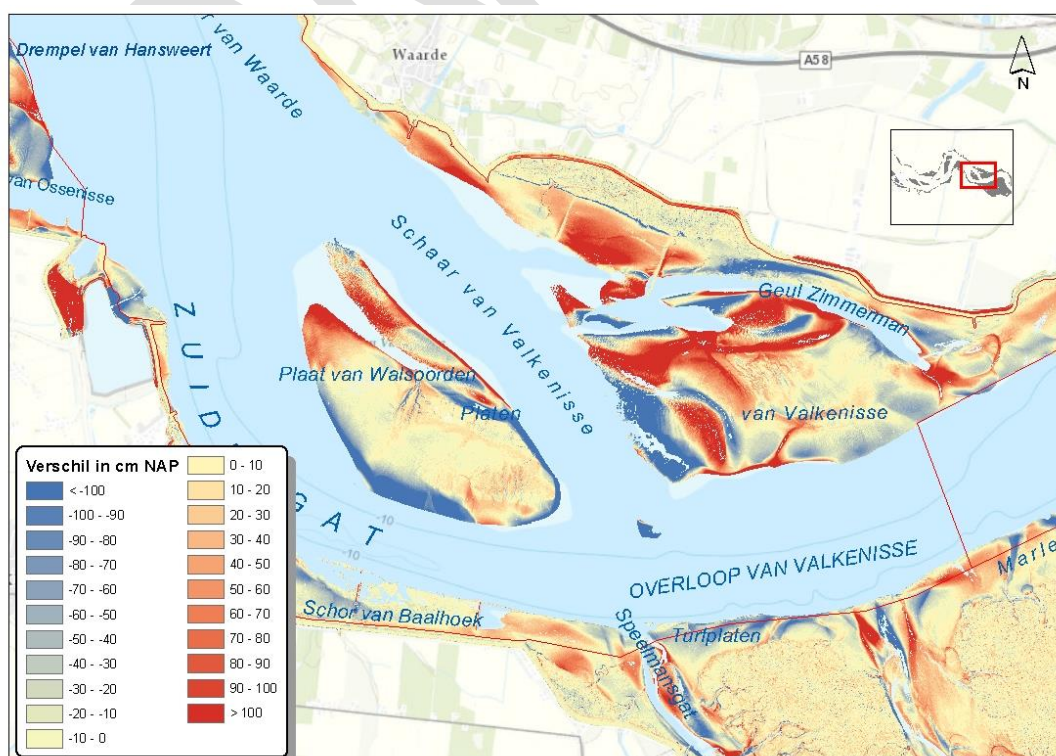 Drempel van Hansweert
r van Waarde
Waarde
A58
N
van Ossenisse
Schaar van Valkenisse
Geul Zimmerman
ZUID
GAT
Plaat van Walsoorden
Platen
van Valkenisse
-10
-10
OVERLOOP VAN VALKENISSE
Marle
Schor van Baalhoek
Speelmansgat
Turfplaten
Verschil in cm NAP
< -100
-100 - -90
-90 - -80
-80 - -70
-70 - -60
-60 - -50
-50 - -40
-40 - -30
-30 - -20
-20 - -10
-10 - 0
0 - 10
10 - 20
20 - 30
30 - 40
40 - 50
50 - 60
60 - 70
70 - 80
80 - 90
90 - 100
> 100